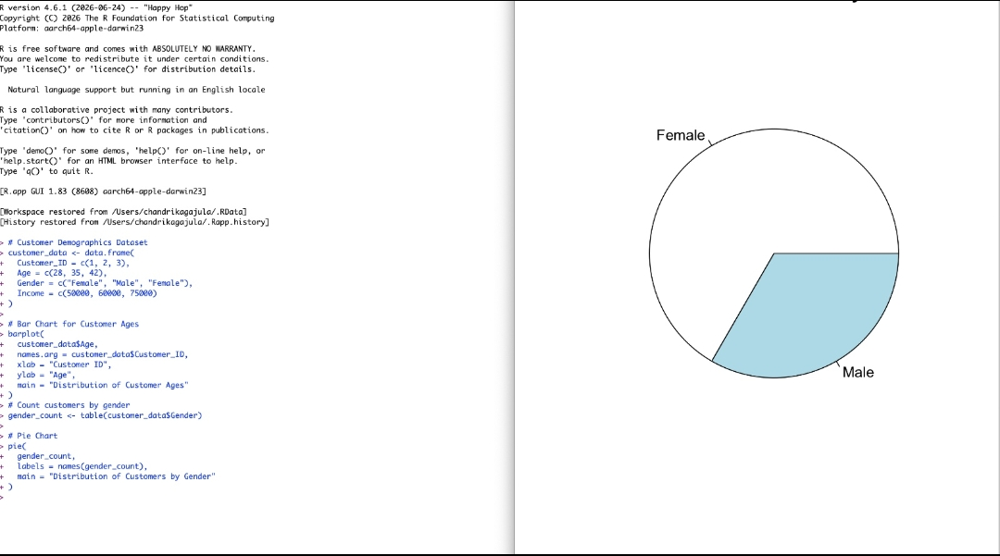 R version 4.6.1 (2026-06-24) -- "Happy Hop"
Copyright (C) 2026 The R Foundation for Statistical Computing
Platform: aarch64-apple-darwin23
R is free software and comes with ABSOLUTELY NO WARRANTY.
You are welcome to redistribute it under certain conditions.
Type 'license()' or 'licence()' for distribution details.
Natural language support but running in an English locale
R is a collaborative project with many contributors.
Type 'contributors()' for more information and
'citation()' on how to cite R or R packages in publications.
Type 'demo()' for some demos, 'help()' for on-line help, or
'help.start()' for an HTML browser interface to help.
Type 'q()' to quit R.
[R.app GUI 1.83 (8608) aarch64-apple-darwin23]
[Workspace restored from /Users/chandrikagajula/.RData]
[History restored from /Users/chandrikagajula/.Rapp.history]
> # Customer Demographics Dataset
> customer_data <- data.frame(
+   Customer_ID = c(1, 2, 3),
+   Age = c(28, 35, 42),
+   Gender = c("Female", "Male", "Female"),
+   Income = c(50000, 60000, 75000)
+ )
>
> # Bar Chart for Customer Ages
> barplot(
+   customer_data$Age,
+   names.arg = customer_data$Customer_ID,
+   xlab = "Customer ID",
+   ylab = "Age",
+   main = "Distribution of Customer Ages"
+ )
> # Count customers by gender
> gender_count <- table(customer_data$Gender)
>
> # Pie Chart
> pie(
+   gender_count,
+   labels = names(gender_count),
+   main = "Distribution of Customers by Gender"
+ )
>
Female
Male